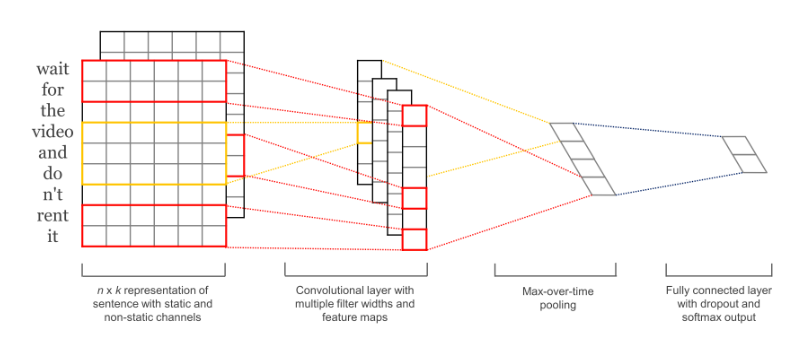 wait
for
the
video
and
do
n't
rent
it
n x k representation of
sentence with static and
non-static channels
Convolutional layer with
multiple filter widths and
feature maps
Max-over-time
pooling
Fully connected layer
with dropout and
softmax output